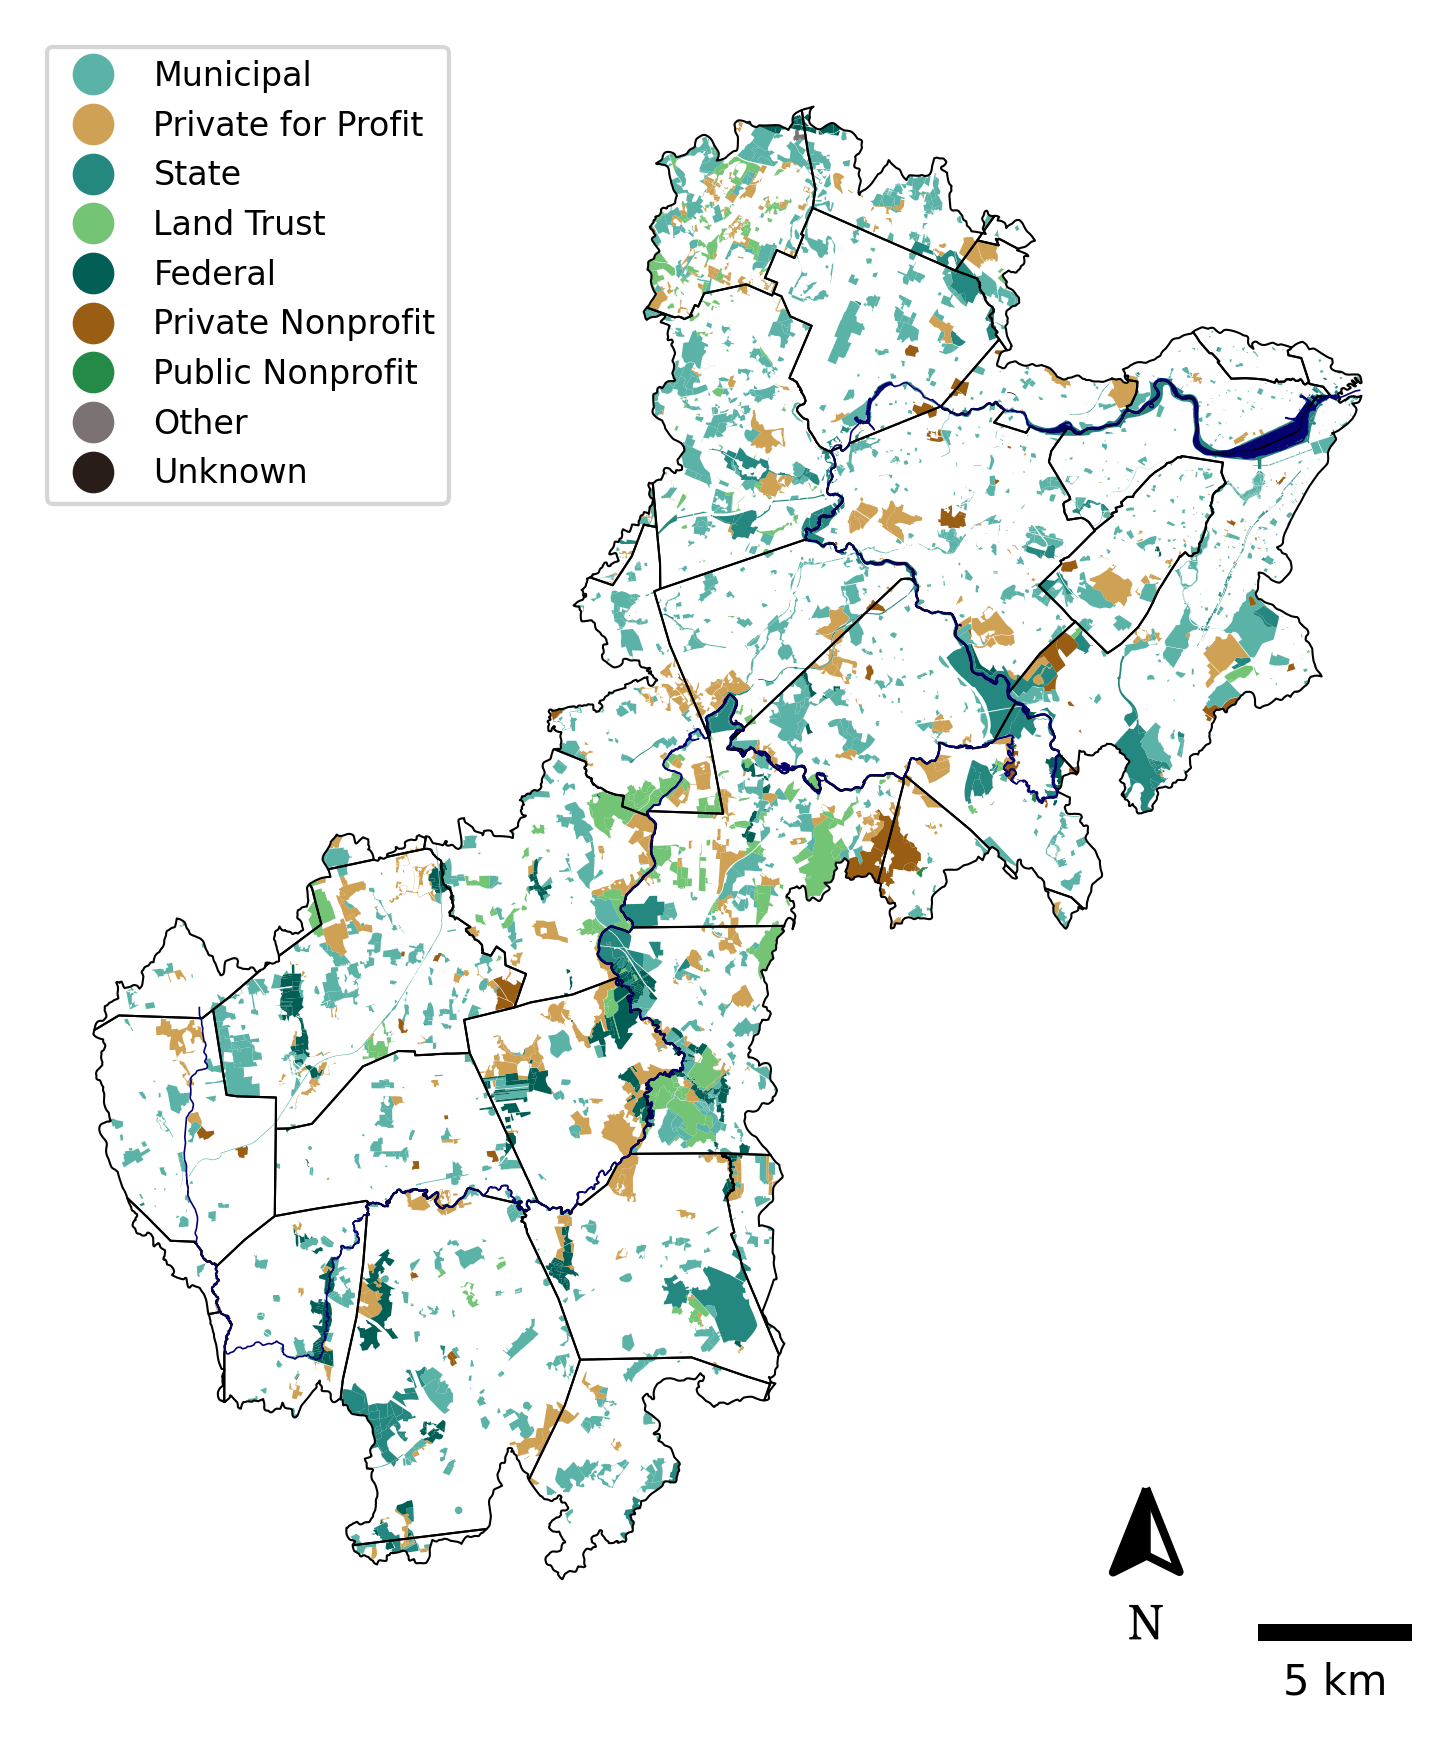 Municipal
Private for Profit
State
Land Trust
Federal
Private Nonprofit
Public Nonprofit
Other
Unknown
N
5 km